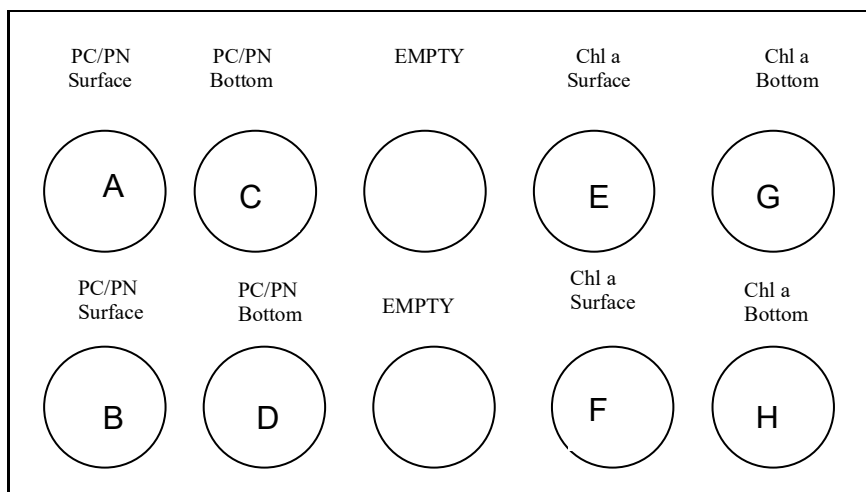 PC/PN
Surface
PC/PN
Bottom
EMPTY
Chl a
Surface
Chl a
Bottom
A
C
E
G
PC/PN
Surface
PC/PN
Bottom
EMPTY
Chl a
Surface
Chl a
Bottom
B
D
F
H